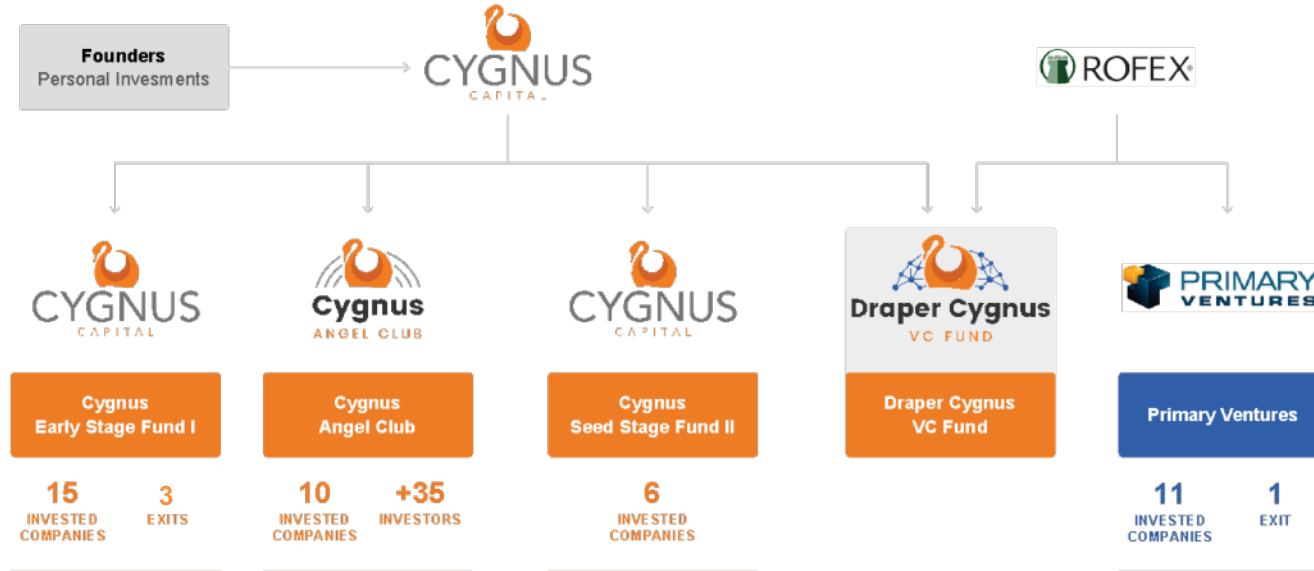 Founders
Personal Invesments
CYGNUS
CAPITAL
ROFEX
CYGNUS
CAPITAL
Cygnus
ANGEL CLUB
CYGNUS
CAPITAL
Draper Cygnus
VC FUND
PRIMARY
VENTURES
Cygnus
Early Stage Fund I
Cygnus
Angel Club
Cygnus
Seed Stage Fund II
Draper Cygnus
VC Fund
Primary Ventures
15
INVESTED
COMPANIES
3
EXITS
10
INVESTED
COMPANIES
+35
INVESTORS
6
INVESTED
COMPANIES
11
INVESTED
COMPANIES
1
EXIT